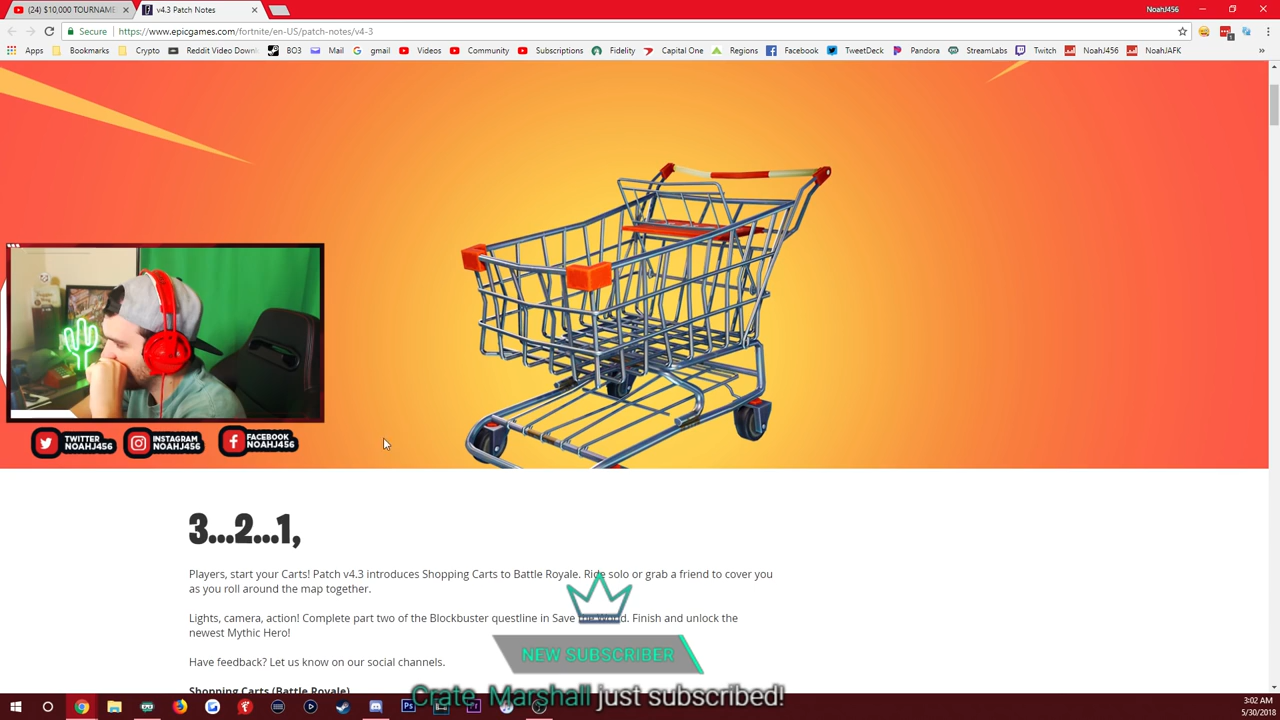 (24) $10,000 TOURNAME
v4.3 Patch Notes
NoahJ456
Secure
https://www.epicgames.com/fortnite/en-US/patch-notes/v4-3
Apps
Bookmarks
Crypto
Reddit Video Down
BO3
Mail
gmail
Videos
Community
Subscriptions
Fidelity
Capital One
Regions
Facebook
TweetDeck
Pandora
StreamLabs
Twitch
NoahJ456
NoahJAFK
»
TWITTER
NOAHJ456
INSTAGRAM
NOAHJ456
FACEBOOK
NOAHJ456
3...2...1,
Players, start your Carts! Patch v4.3 introduces Shopping Carts to Battle Royale. Ride solo or grab a friend to cover you
as you roll around the map together.
Lights, camera, action! Complete part two of the Blockbuster questline in Save the World. Finish and unlock the
newest Mythic Hero!
Have feedback? Let us know on our social channels.
NEW SUBSCRIBER
Shopping Carts (Battle Royale)
Crate_Marshall just subscribed!
3:02 AM
5/30/2018